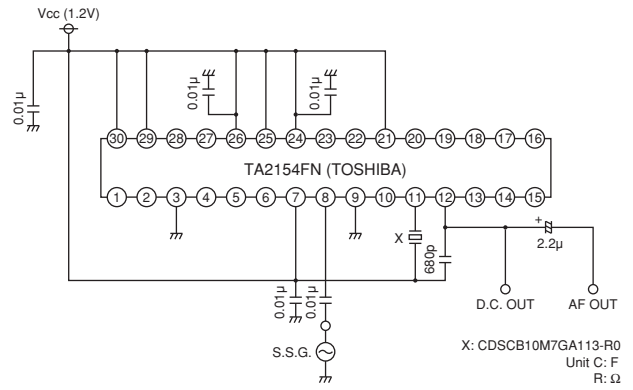 Vcc (1.2V)
0.01µ
0.01µ
0.01µ
30 29 28 27 26 25 24 23 22 21 20 19 18 17 16
TA2154FN (TOSHIBA)
1 2 3 4 5 6 7 8 9 10 11 12 13 14 15
X
680p
+
2.2µ
0.01µ
0.01µ
D.C. OUT
AF OUT
S.S.G.
X: CDSCB10M7GA113-R0
Unit C: F
R: Ω